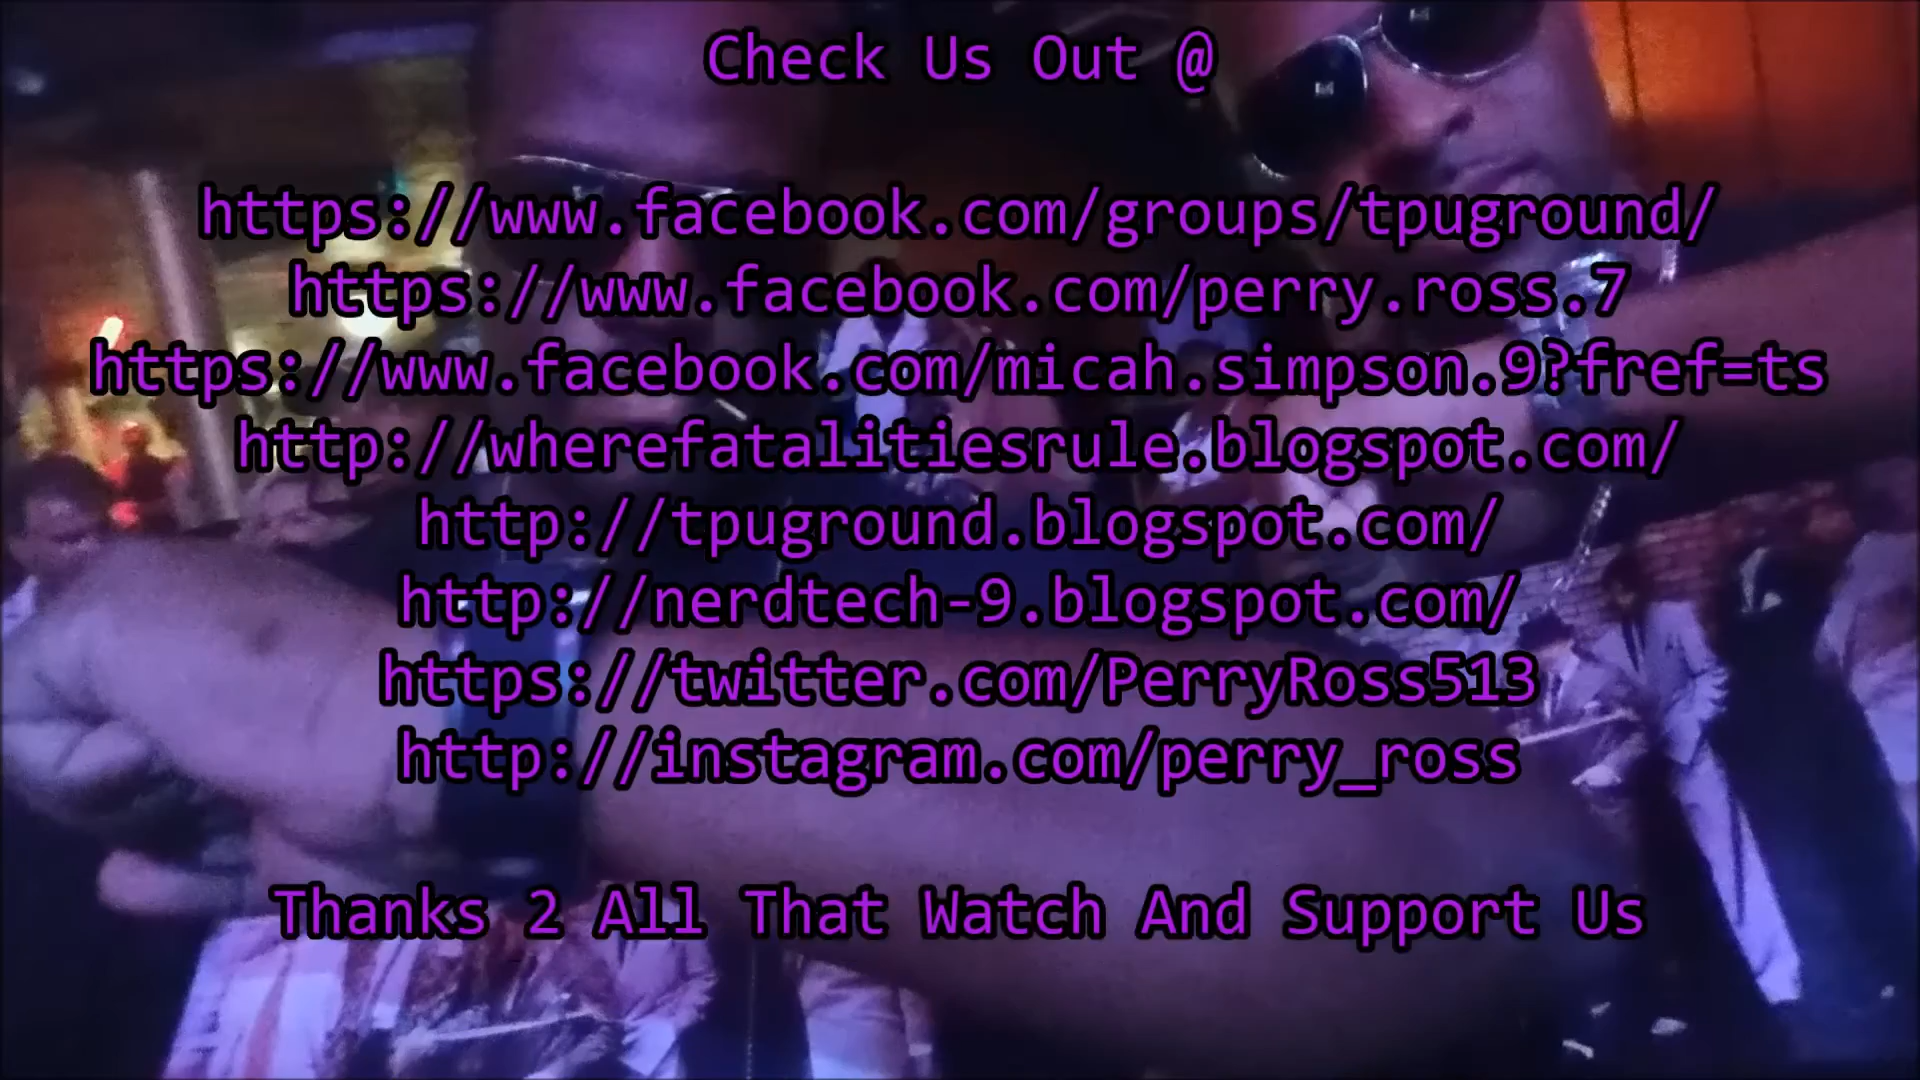 Check Us Out @
https://www.facebook.com/groups/tpuground/
https://www.facebook.com/perry.ross.7
https://www.facebook.com/micah.simpson.9?fref=ts
http://wherefatalitiesrule.blogspot.com/
http://tpuground.blogspot.com/
http://nerdtech-9.blogspot.com/
https://twitter.com/PerryRoss513
http://instagram.com/perry_ross
Thanks 2 All That Watch And Support Us